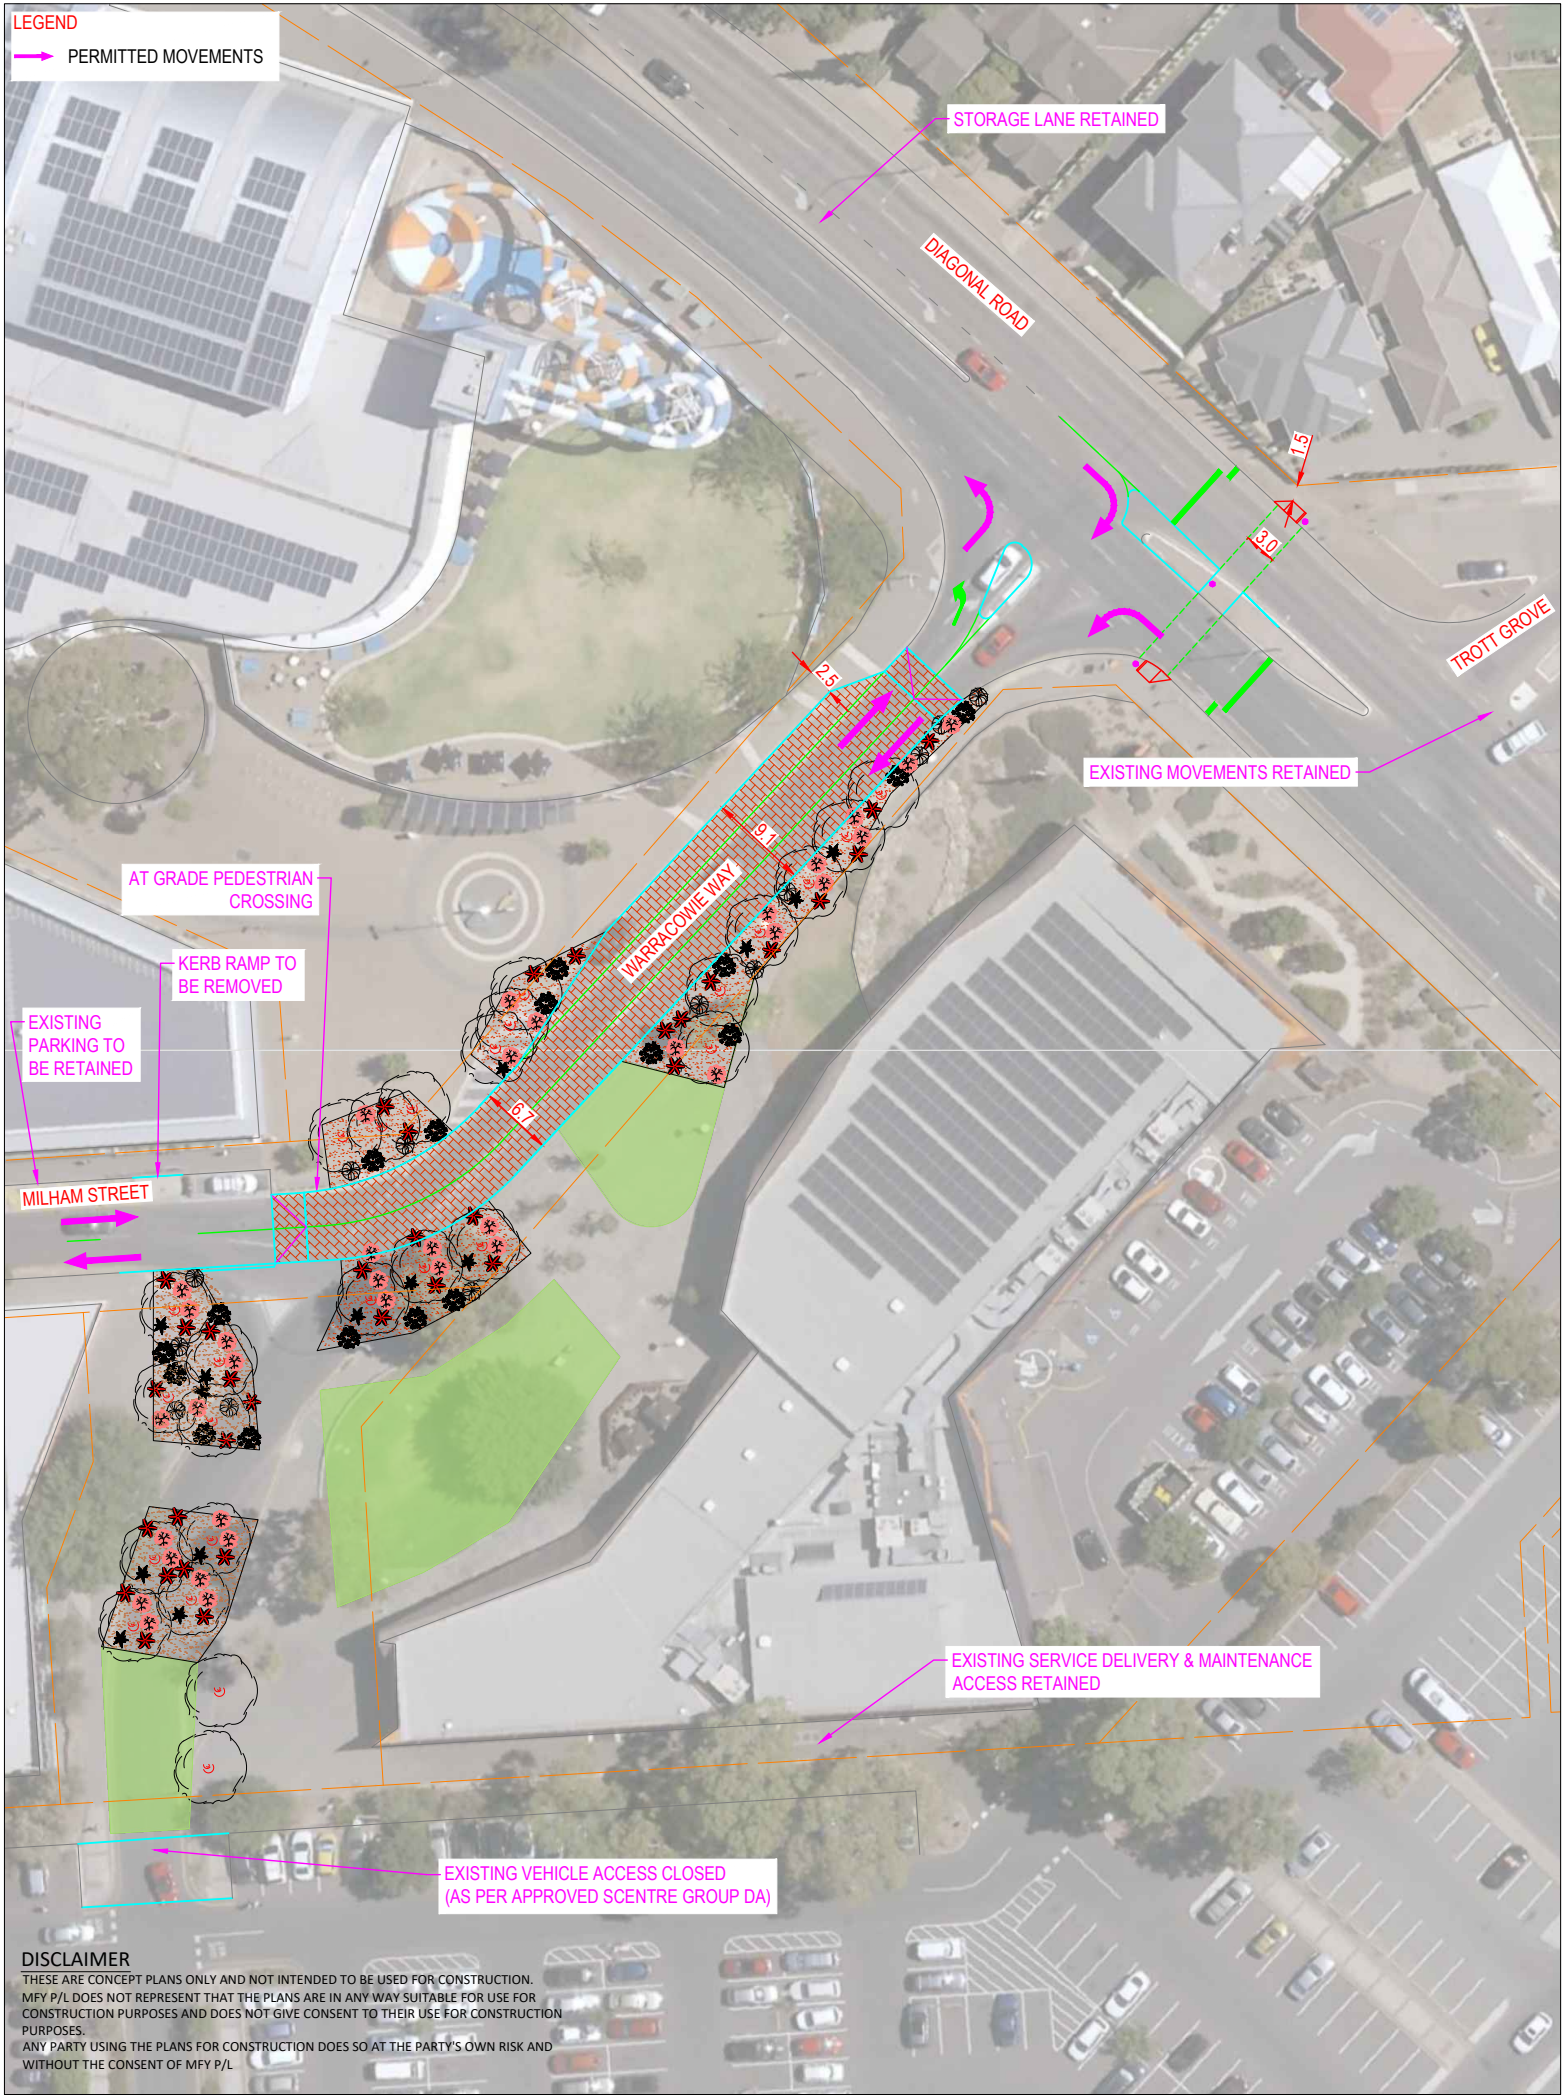 LEGEND
PERMITTED MOVEMENTS
STORAGE LANE RETAINED
DIAGONAL ROAD
1.5
3.0
TROTT GROVE
2.5
EXISTING MOVEMENTS RETAINED
9.1
AT GRADE PEDESTRIAN
CROSSING
WARRACOWIE WAY
KERB RAMP TO
BE REMOVED
EXISTING
PARKING TO
BE RETAINED
6.7
MILHAM STREET
EXISTING SERVICE DELIVERY & MAINTENANCE
ACCESS RETAINED
EXISTING VEHICLE ACCESS CLOSED
(AS PER APPROVED SCENTRE GROUP DA)
DISCLAIMER
THESE ARE CONCEPT PLANS ONLY AND NOT INTENDED TO BE USED FOR CONSTRUCTION.
MFY P/L DOES NOT REPRESENT THAT THE PLANS ARE IN ANY WAY SUITABLE FOR USE FOR
CONSTRUCTION PURPOSES AND DOES NOT GIVE CONSENT TO THEIR USE FOR CONSTRUCTION
PURPOSES.
ANY PARTY USING THE PLANS FOR CONSTRUCTION DOES SO AT THE PARTY'S OWN RISK AND
WITHOUT THE CONSENT OF MFY P/L